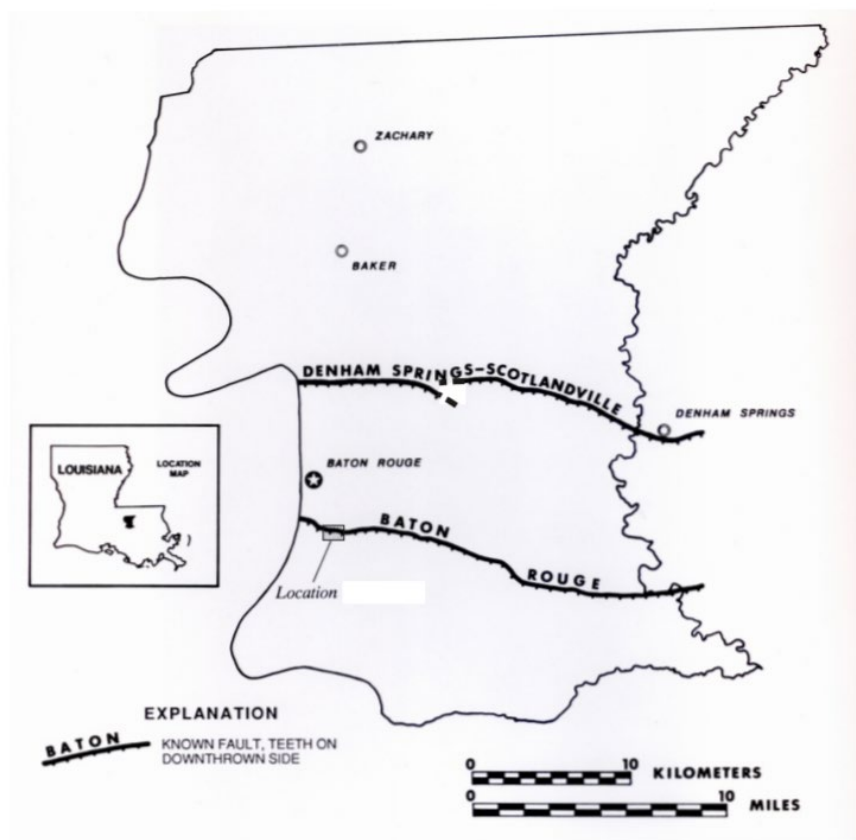 ZACHARY
BAKER
DENHAM SPRINGS–SCOTLANDVILLE
DENHAM SPRINGS
LOUISIANA
LOCATION
MAP
BATON ROUGE
BATON
ROUGE
Location
EXPLANATION
BATON
KNOWN FAULT, TEETH ON
DOWNTHROWN SIDE
0 10 KILOMETERS
0 10 MILES